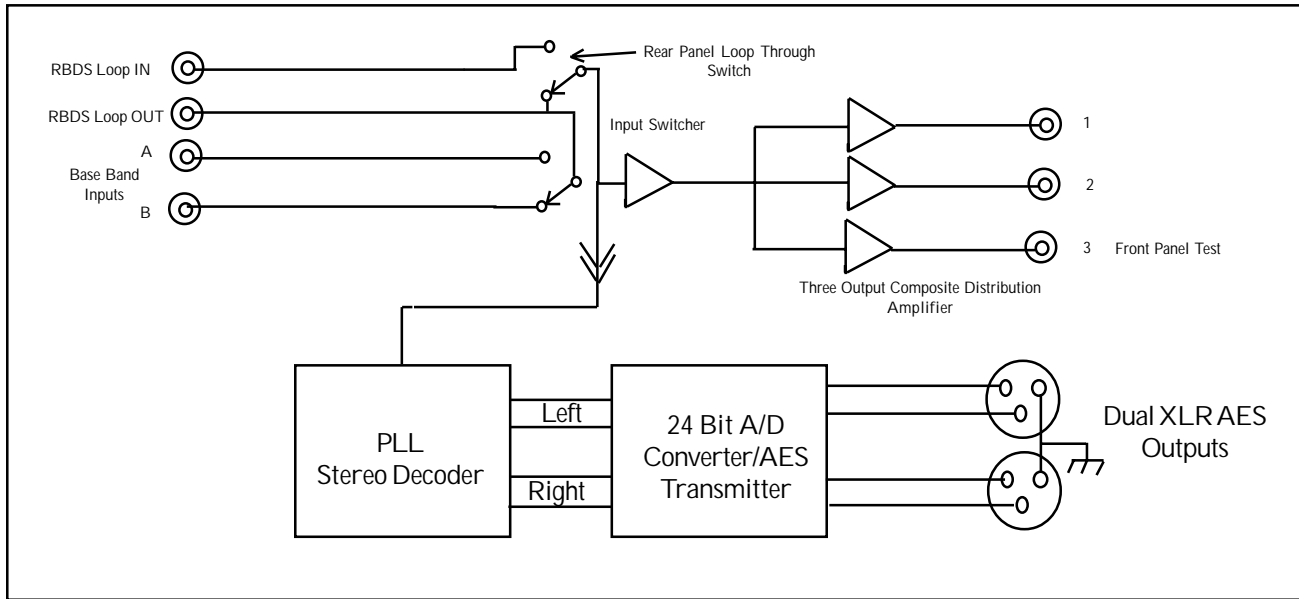 RBDS Loop IN
Rear Panel Loop Through
Switch
RBDS Loop OUT
Input Switcher
1
A
Base Band
Inputs
2
B
3 Front Panel Test
Three Output Composite Distribution
Amplifier
PLL
Stereo Decoder
Left
Right
24 Bit A/D
Converter/AES
Transmitter
Dual XLR AES
Outputs